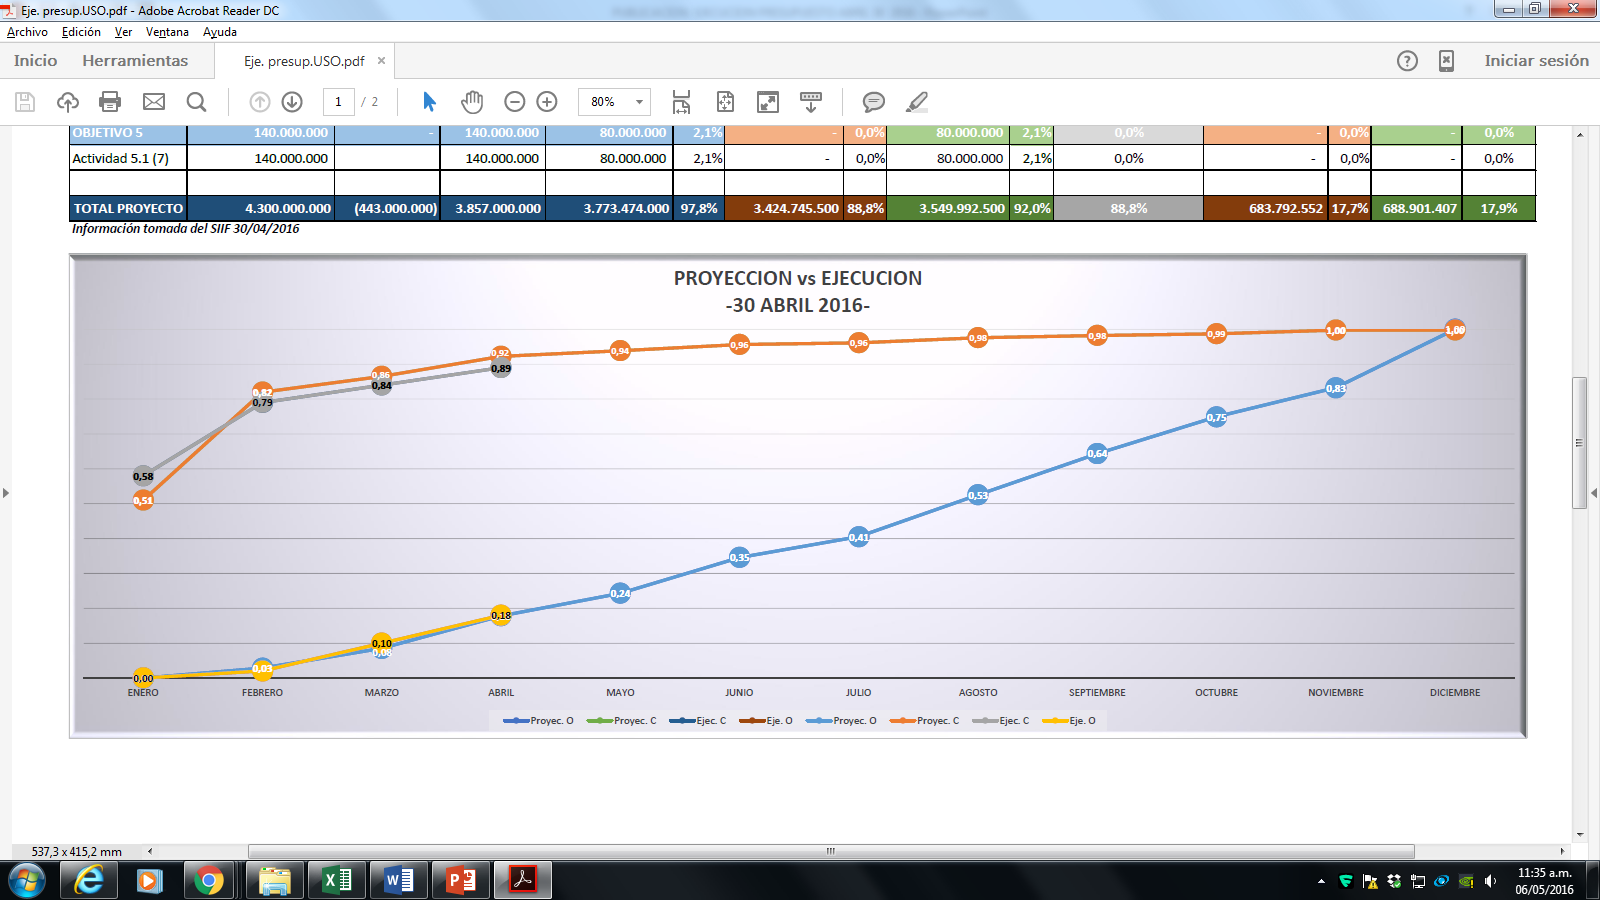 Eje. presup.USO.pdf - Adobe Acrobat Reader DC
Archivo Edición Ver Ventana Ayuda
Inicio Herramientas Eje. presup.USO.pdf × Iniciar sesión
1 / 2 80%
OBJETIVO 5 140.000.000 - 140.000.000 80.000.000 2,1% - 0,0% 80.000.000 2,1% 0,0% - 0,0% - 0,0%
Actividad 5.1 (7) 140.000.000 140.000.000 80.000.000 2,1% - 0,0% 80.000.000 2,1% 0,0% - 0,0% - 0,0%
TOTAL PROYECTO 4.300.000.000 (443.000.000) 3.857.000.000 3.773.474.000 97,8% 3.424.745.500 88,8% 3.549.992.500 92,0% 88,8% 683.792.552 17,7% 688.901.407 17,9%
Información tomada del SIIF 30/04/2016
PROYECCION vs EJECUCION
-30 ABRIL 2016-
0,51 0,82 0,86 0,92 0,94 0,96 0,96 0,98 0,98 0,99 1,00 1,00
0,58 0,79 0,84 0,89
0,03 0,08 0,24 0,35 0,41 0,53 0,64 0,75 0,83
0,00 0,10 0,18
ENERO FEBRERO MARZO ABRIL MAYO JUNIO JULIO AGOSTO SEPTIEMBRE OCTUBRE NOVIEMBRE DICIEMBRE
Proyec. O Proyec. C Ejec. C Eje. O Proyec. O Proyec. C Ejec. C Eje. O
537,3 x 415,2 mm
11:35 a.m.
06/05/2016